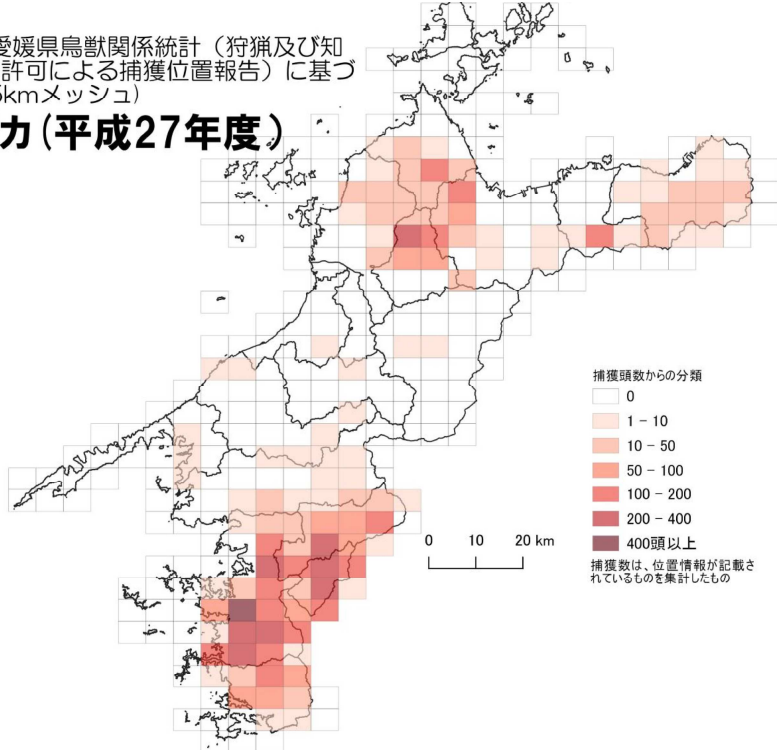 愛媛県鳥獣関係統計（狩猟及び知
許可による捕獲位置報告）に基づ
kmメッシュ)
カ(平成27年度)
捕獲頭数からの分類
0
1 - 10
10 - 50
50 - 100
100 - 200
200 - 400
400頭以上
0 10 20 km
捕獲数は、位置情報が記載さ
れているものを集計したもの